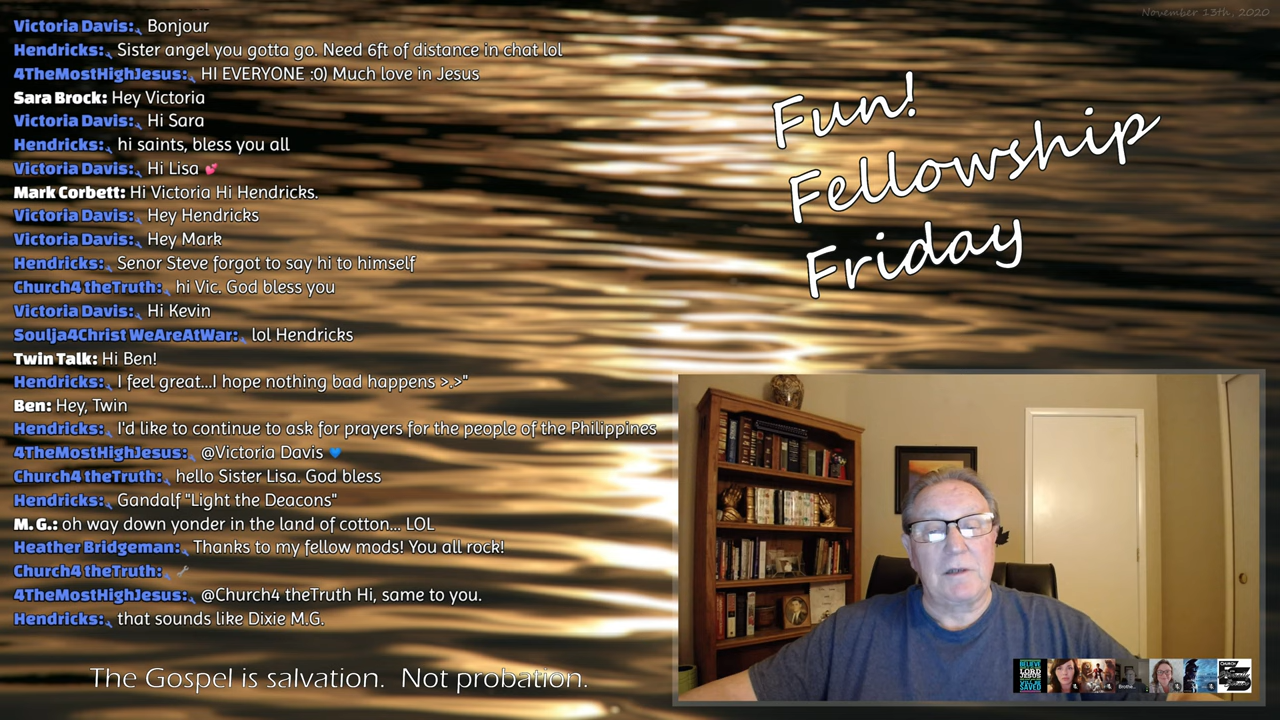 November 13th, 2020
Victoria Davis: Bonjour
Hendricks: Sister angel you gotta go. Need 6ft of distance in chat lol
4TheMostHighJesus: HI EVERYONE :0) Much love in Jesus
Sara Brock: Hey Victoria
Victoria Davis: Hi Sara
Hendricks: hi saints, bless you all
Victoria Davis: Hi Lisa 💕
Mark Corbett: Hi Victoria Hi Hendricks.
Victoria Davis: Hey Hendricks
Victoria Davis: Hey Mark
Hendricks: Senor Steve forgot to say hi to himself
Church4 theTruth: hi Vic. God bless you
Victoria Davis: Hi Kevin
Soulja4Christ WeAreAtWar: lol Hendricks
Twin Talk: Hi Ben!
Hendricks: I feel great...I hope nothing bad happens >.>"
Ben: Hey, Twin
Hendricks: I'd like to continue to ask for prayers for the people of the Philippines
4TheMostHighJesus: @Victoria Davis 💙
Church4 theTruth: hello Sister Lisa. God bless
Hendricks: Gandalf "Light the Deacons"
M. G.: oh way down yonder in the land of cotton... LOL
Heather Bridgeman: Thanks to my fellow mods! You all rock!
Church4 theTruth:
4TheMostHighJesus: @Church4 theTruth Hi, same to you.
Hendricks: that sounds like Dixie M.G.
The Gospel is salvation. Not probation.
Fun!
Fellowship
Friday
BELIEVE
LORD
JESUS
SAVED